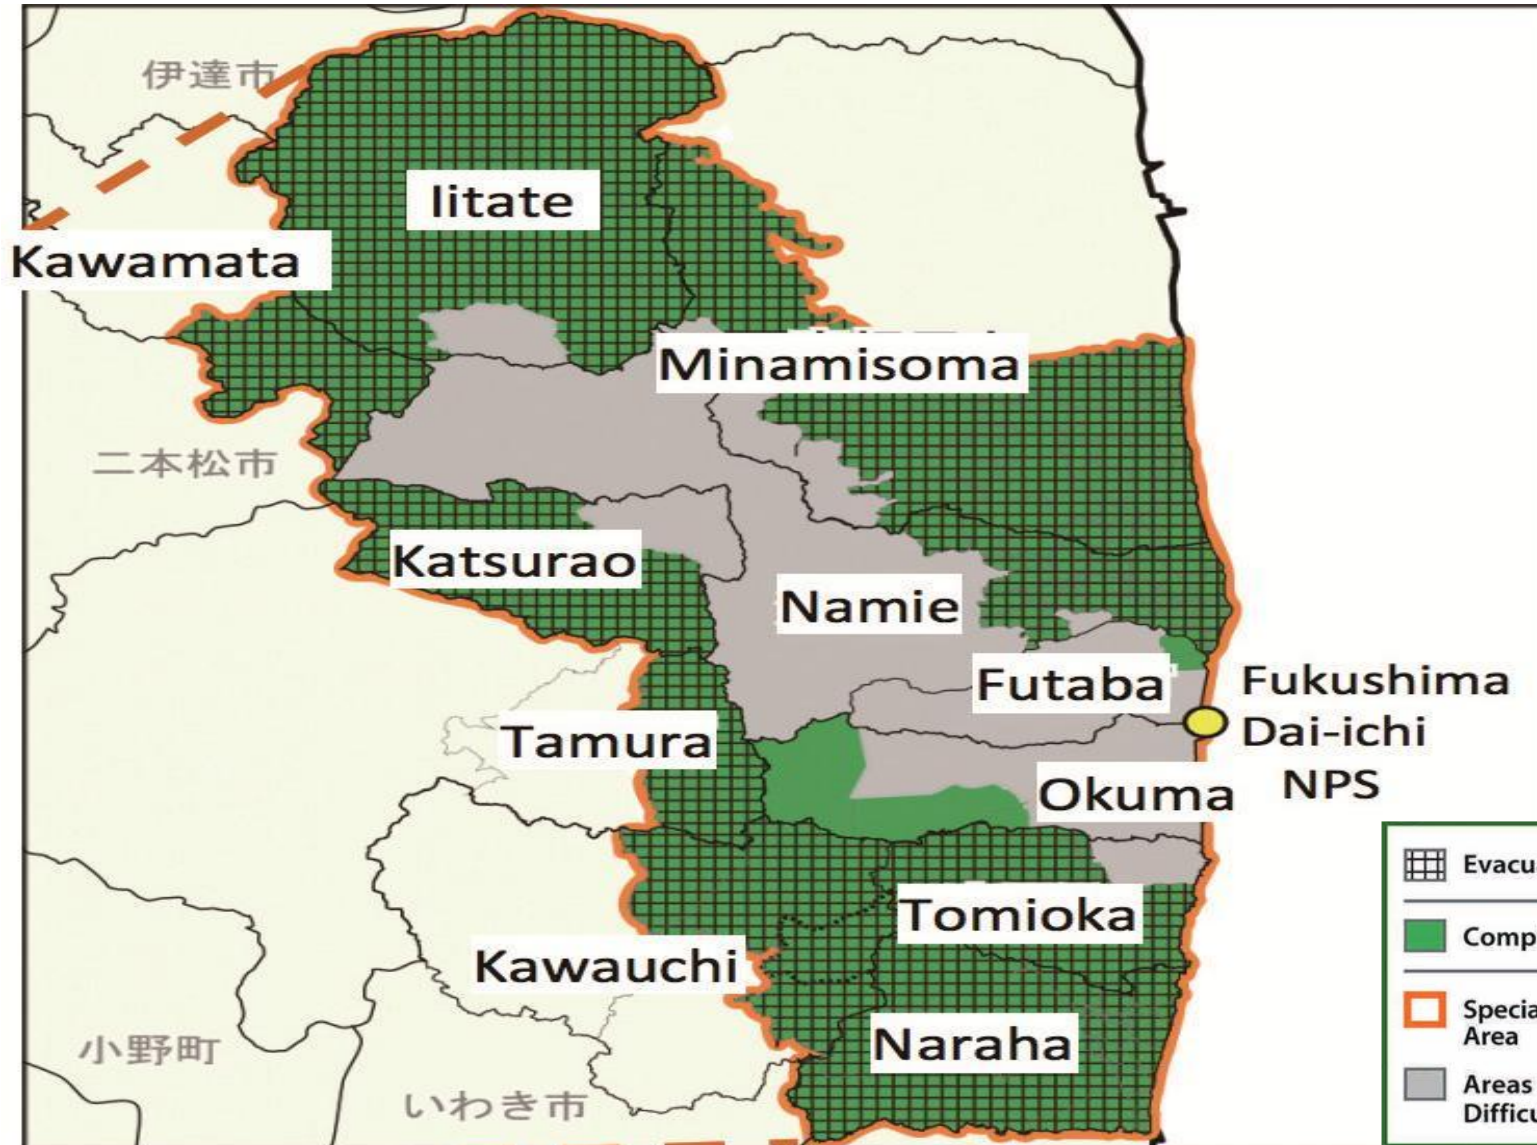 伊達市
Iitate
Kawamata
Minamisoma
二本松市
Katsurao
Namie
Futaba
Fukushima
Dai-ichi
NPS
Tamura
Okuma
Tomioka
Kawauchi
Naraha
小野町
いわき市
Evacua
Comp
Specia
Area
Areas
Difficu